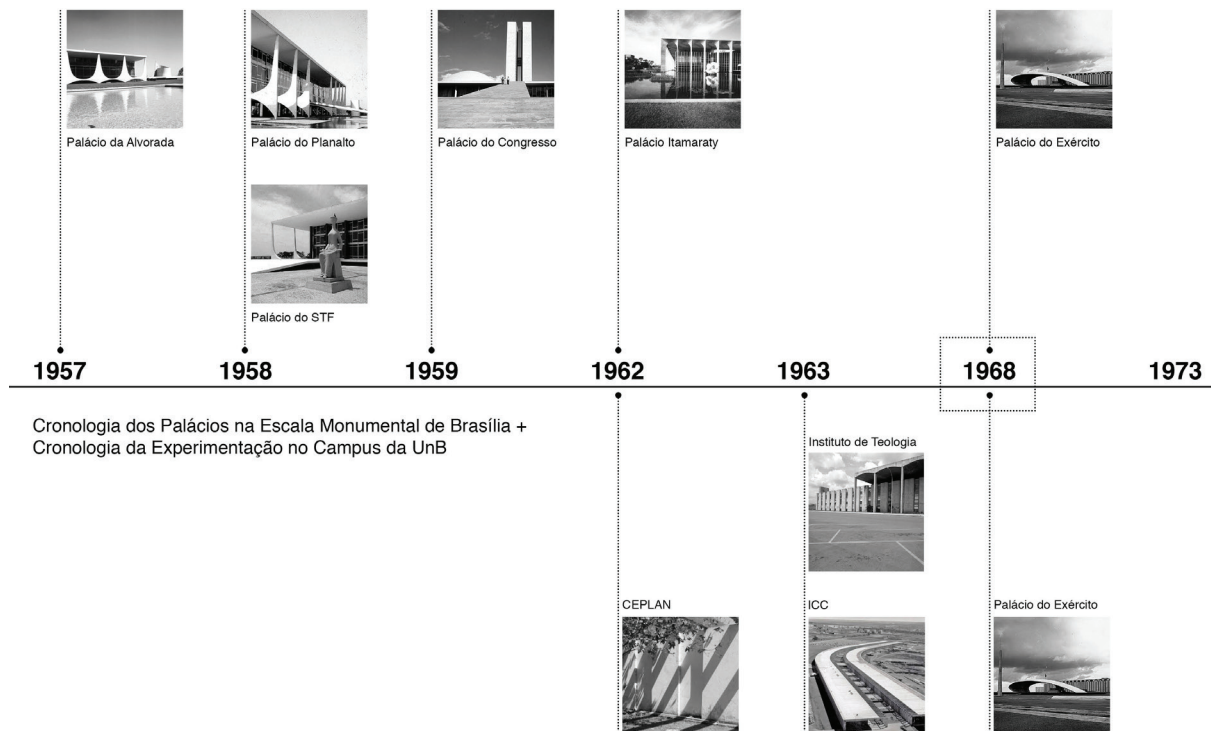 Palácio da Alvorada
Palácio do Planalto
Palácio do Congresso
Palácio Itamaraty
Palácio do Exército
Palácio do STF
1957
1958
1959
1962
1963
1968
1973
Cronologia dos Palácios na Escala Monumental de Brasília +
Cronologia da Experimentação no Campus da UnB
Instituto de Teologia
CEPLAN
ICC
Palácio do Exército